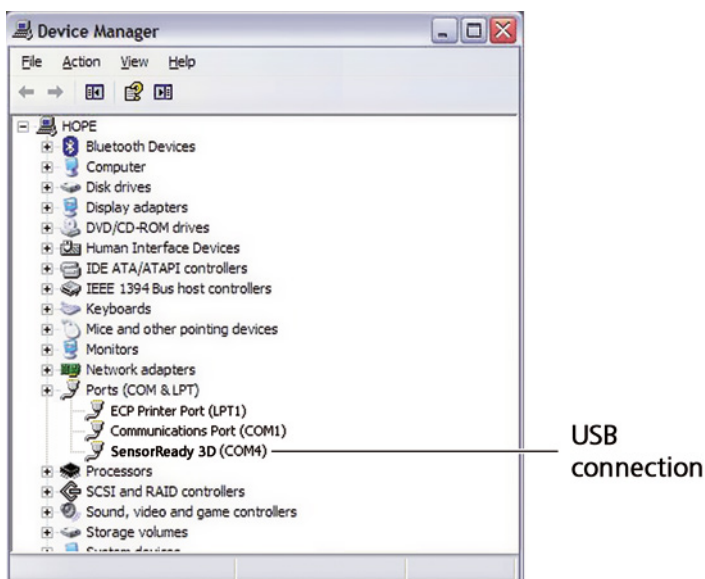 Device Manager
File Action View Help
HOPE
Bluetooth Devices
Computer
Disk drives
Display adapters
DVD/CD-ROM drives
Human Interface Devices
IDE ATA/ATAPI controllers
IEEE 1394 Bus host controllers
Keyboards
Mice and other pointing devices
Monitors
Network adapters
Ports (COM & LPT)
ECP Printer Port (LPT1)
Communications Port (COM1)
SensorReady 3D (COM4)
USB
connection
Processors
SCSI and RAID controllers
Sound, video and game controllers
Storage volumes
System devices